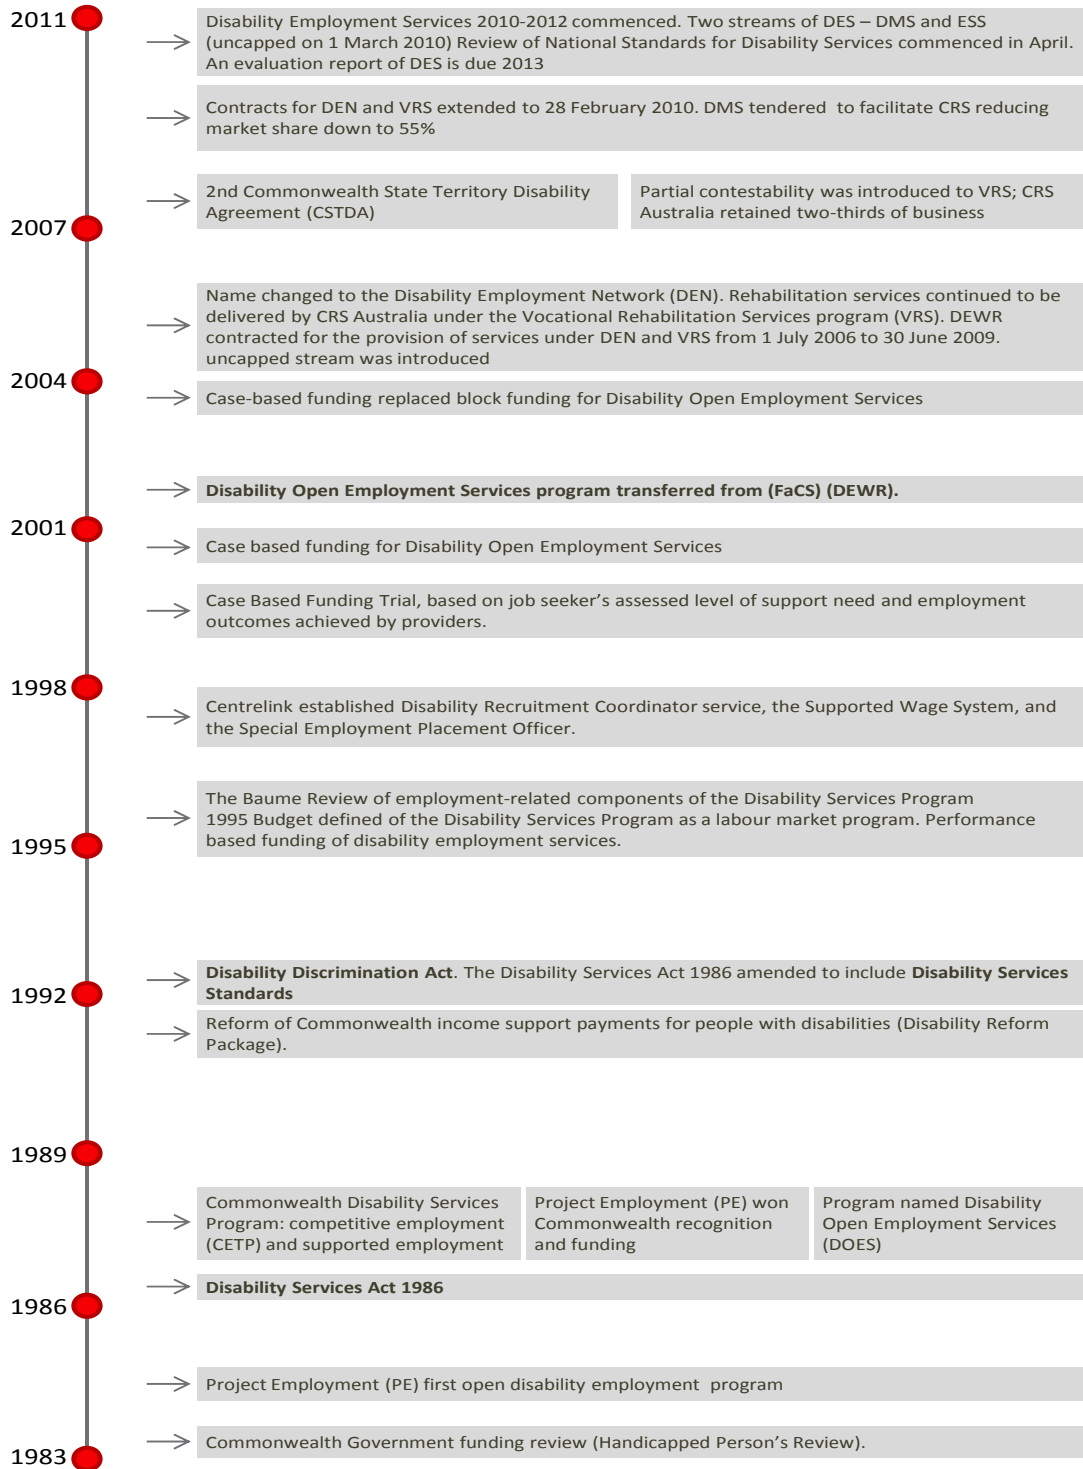 2011
Disability Employment Services 2010-2012 commenced. Two streams of DES – DMS and ESS
(uncapped on 1 March 2010) Review of National Standards for Disability Services commenced in April.
An evaluation report of DES is due 2013
Contracts for DEN and VRS extended to 28 February 2010. DMS tendered  to facilitate CRS reducing
market share down to 55%
2nd Commonwealth State Territory Disability
Agreement (CSTDA)
Partial contestability was introduced to VRS; CRS
Australia retained two-thirds of business
2007
Name changed to the Disability Employment Network (DEN). Rehabilitation services continued to be
delivered by CRS Australia under the Vocational Rehabilitation Services program (VRS). DEWR
contracted for the provision of services under DEN and VRS from 1 July 2006 to 30 June 2009.
uncapped stream was introduced
2004
Case-based funding replaced block funding for Disability Open Employment Services
Disability Open Employment Services program transferred from (FaCS) (DEWR).
2001
Case based funding for Disability Open Employment Services
Case Based Funding Trial, based on job seeker’s assessed level of support need and employment
outcomes achieved by providers.
1998
Centrelink established Disability Recruitment Coordinator service, the Supported Wage System, and
the Special Employment Placement Officer.
The Baume Review of employment-related components of the Disability Services Program
1995 Budget defined of the Disability Services Program as a labour market program. Performance
based funding of disability employment services.
1995
Disability Discrimination Act. The Disability Services Act 1986 amended to include Disability Services
Standards
1992
Reform of Commonwealth income support payments for people with disabilities (Disability Reform
Package).
1989
Commonwealth Disability Services
Program: competitive employment
(CETP) and supported employment
Project Employment (PE) won
Commonwealth recognition
and funding
Program named Disability
Open Employment Services
(DOES)
Disability Services Act 1986
1986
Project Employment (PE) first open disability employment  program
Commonwealth Government funding review (Handicapped Person’s Review).
1983